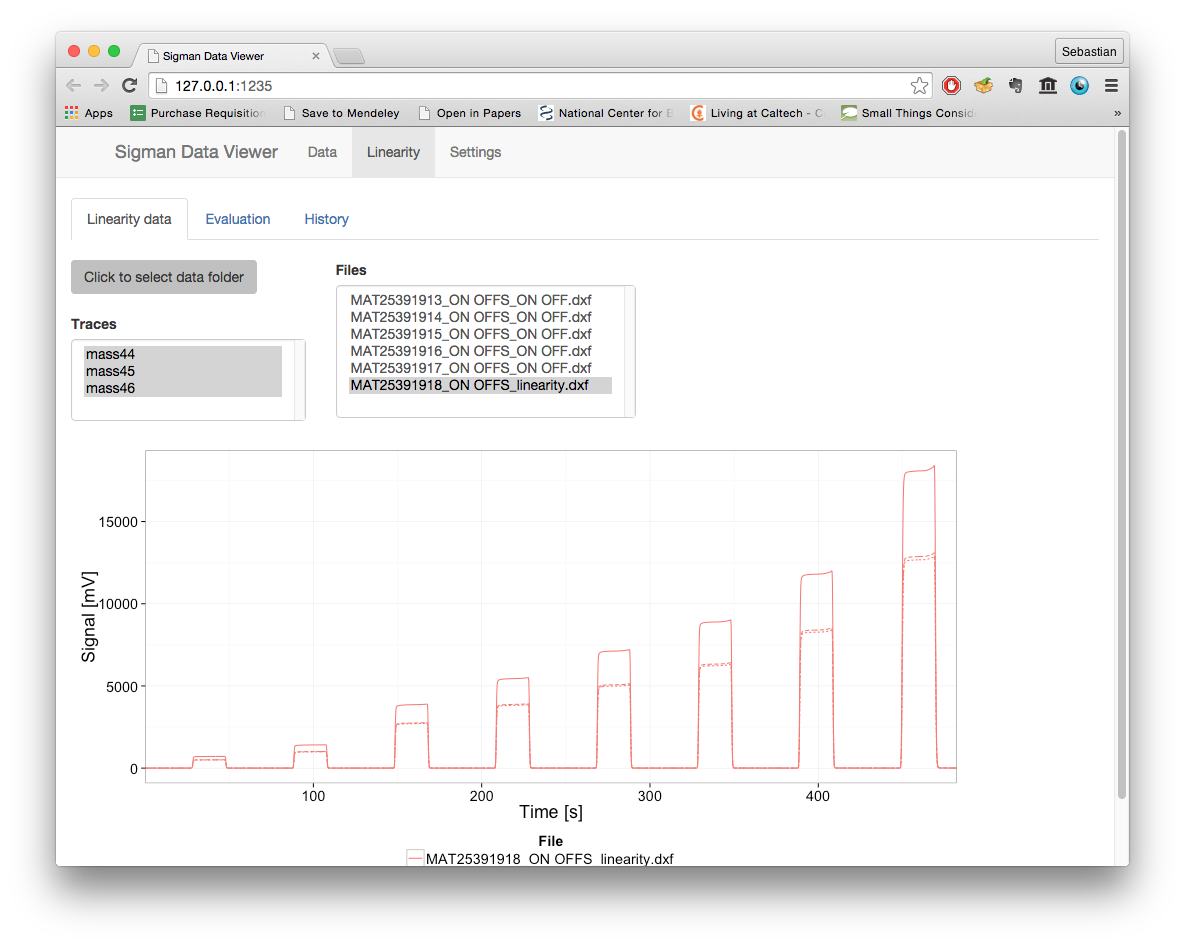 Sigman Data Viewer
Sebastian
127.0.0.1:1235
Apps Purchase Requisition Save to Mendeley Open in Papers National Center for B Living at Caltech - C Small Things Consid »
Sigman Data Viewer Data Linearity Settings
Linearity data Evaluation History
Click to select data folder
Files
MAT25391913_ON OFFS_ON OFF.dxf
MAT25391914_ON OFFS_ON OFF.dxf
MAT25391915_ON OFFS_ON OFF.dxf
MAT25391916_ON OFFS_ON OFF.dxf
MAT25391917_ON OFFS_ON OFF.dxf
MAT25391918_ON OFFS_linearity.dxf
Traces
mass44
mass45
mass46
Signal [mV]
15000
10000
5000
0
100 200 300 400
Time [s]
File
MAT25391918_ON OFFS_linearity.dxf